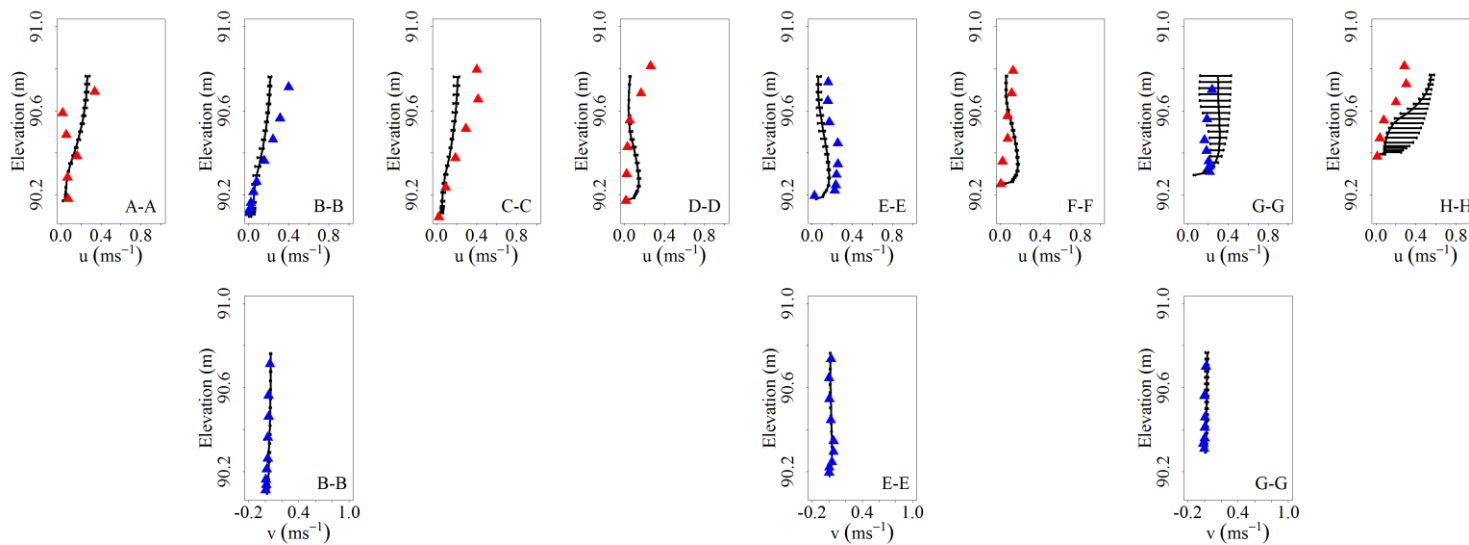 91.0 91.0 91.0 91.0 91.0 91.0 91.0 91.0
Elevation (m) Elevation (m) Elevation (m) Elevation (m) Elevation (m) Elevation (m) Elevation (m) Elevation (m)
90.6 90.6 90.6 90.6 90.6 90.6 90.6 90.6
90.2 90.2 90.2 90.2 90.2 90.2 90.2 90.2
A-A B-B C-C D-D E-E F-F G-G H-H
0.0 0.4 0.8 0.0 0.4 0.8 0.0 0.4 0.8 0.0 0.4 0.8 0.0 0.4 0.8 0.0 0.4 0.8 0.0 0.4 0.8 0.0 0.4 0.8
u (ms⁻¹) u (ms⁻¹) u (ms⁻¹) u (ms⁻¹) u (ms⁻¹) u (ms⁻¹) u (ms⁻¹) u (ms⁻¹)
91.0 91.0 91.0
Elevation (m) Elevation (m) Elevation (m)
90.6 90.6 90.6
90.2 90.2 90.2
B-B E-E G-G
-0.2 0.4 1.0 -0.2 0.4 1.0 -0.2 0.4 1.0
v (ms⁻¹) v (ms⁻¹) v (ms⁻¹)